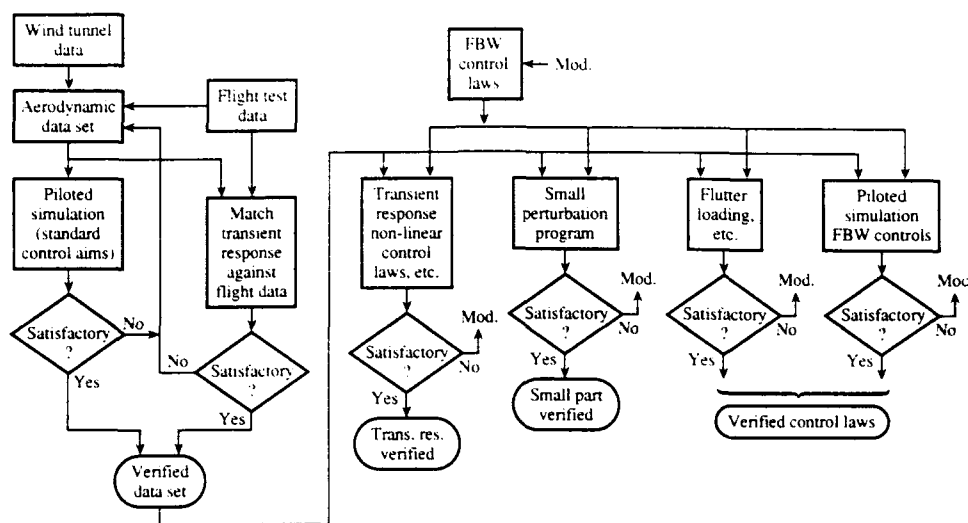 Wind tunnel
data
Aerodynamic
data set
Flight test
data
Piloted
simulation
(standard
control aims)
Match
transient
response
against
flight data
Satisfactory
?
No
Yes
No
Satisfactory
?
Yes
Verified
data set
FBW
control
laws
Mod.
Transient
response
non-linear
control
laws, etc.
Small
perturbation
program
Flutter
loading,
etc.
Piloted
simulation
FBW controls
Satisfactory
?
Mod.
No
Yes
Trans. res.
verified
Satisfactory
?
Mod.
No
Yes
Small part
verified
Satisfactory
?
Mod.
No
Yes
Satisfactory
?
Mod
No
Yes
Verified control laws